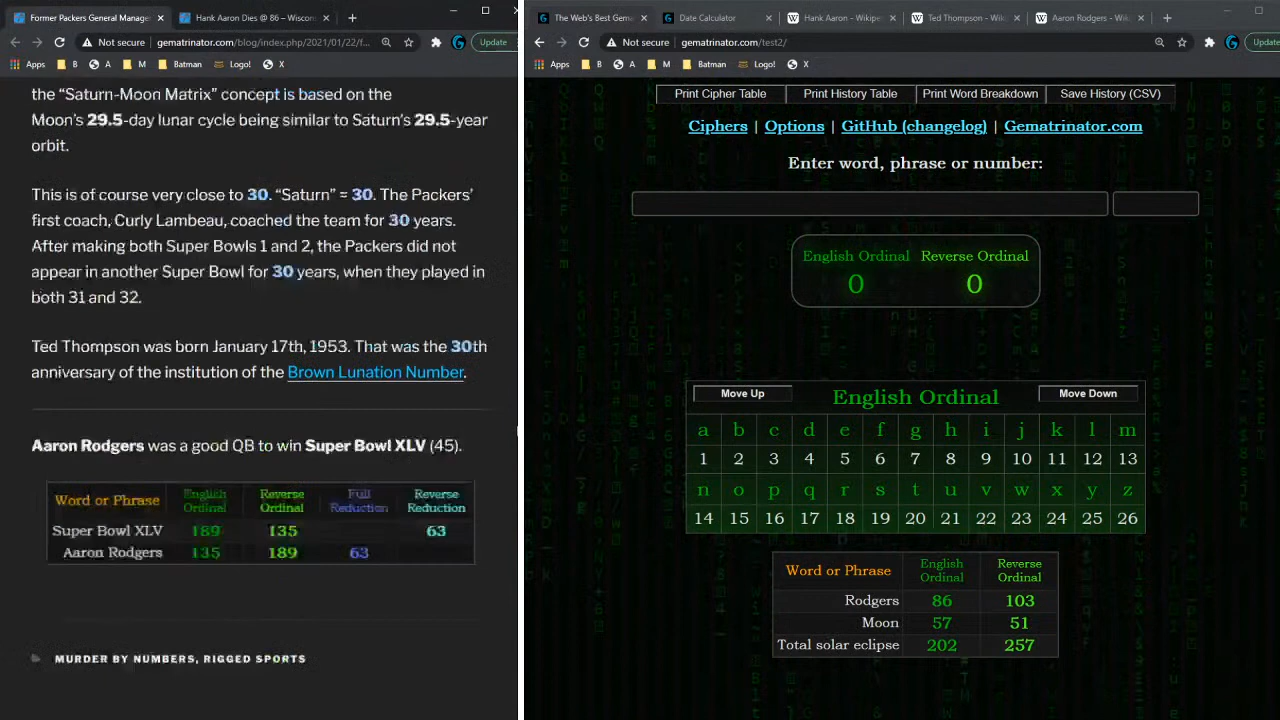 Former Packers General Manage
Hank Aaron Dies @ 86 – Wiscon
Not secure | gematrinator.com/blog/index.php/2021/01/22/f...
Update
Apps B A M Batman Logo! X
the “Saturn-Moon Matrix” concept is based on the
Moon’s 29.5-day lunar cycle being similar to Saturn’s 29.5-year
orbit.
This is of course very close to 30. “Saturn” = 30. The Packers’
first coach, Curly Lambeau, coached the team for 30 years.
After making both Super Bowls 1 and 2, the Packers did not
appear in another Super Bowl for 30 years, when they played in
both 31 and 32.
Ted Thompson was born January 17th, 1953. That was the 30th
anniversary of the institution of the Brown Lunation Number.
Aaron Rodgers was a good QB to win Super Bowl XLV (45).
Word or Phrase English Ordinal Reverse Ordinal Full Reduction Reverse Reduction
Super Bowl XLV 189 135 63
Aaron Rodgers 135 189 63
MURDER BY NUMBERS, RIGGED SPORTS
The Web's Best Gem
Date Calculator
Hank Aaron - Wikipe
Ted Thompson - Wiki
Aaron Rodgers - Wik
Not secure | gematrinator.com/test2/
Update
Apps B A M Batman Logo! X
Print Cipher Table Print History Table Print Word Breakdown Save History (CSV)
Ciphers | Options | GitHub (changelog) | Gematrinator.com
Enter word, phrase or number:
English Ordinal Reverse Ordinal
0 0
Move Up English Ordinal Move Down
a b c d e f g h i j k l m
1 2 3 4 5 6 7 8 9 10 11 12 13
n o p q r s t u v w x y z
14 15 16 17 18 19 20 21 22 23 24 25 26
Word or Phrase English Ordinal Reverse Ordinal
Rodgers 86 103
Moon 57 51
Total solar eclipse 202 257